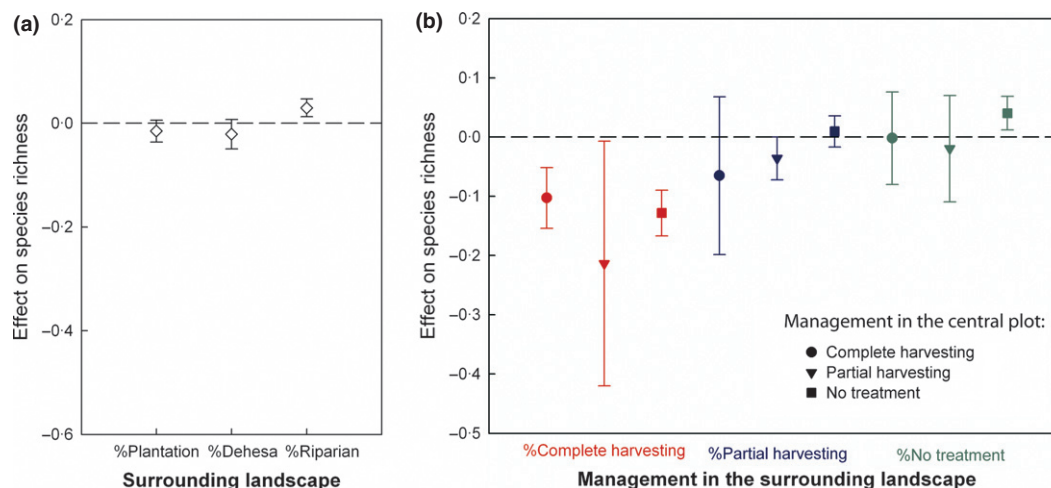 (a)
Effect on species richness
0·2
0·0
–0·2
–0·4
–0·6
%Plantation %Dehesa %Riparian
Surrounding landscape
(b)
Effect on species richness
0·2
0·1
0·0
–0·1
–0·2
–0·3
–0·4
–0·5
Management in the central plot:
Complete harvesting
Partial harvesting
No treatment
%Complete harvesting %Partial harvesting %No treatment
Management in the surrounding landscape